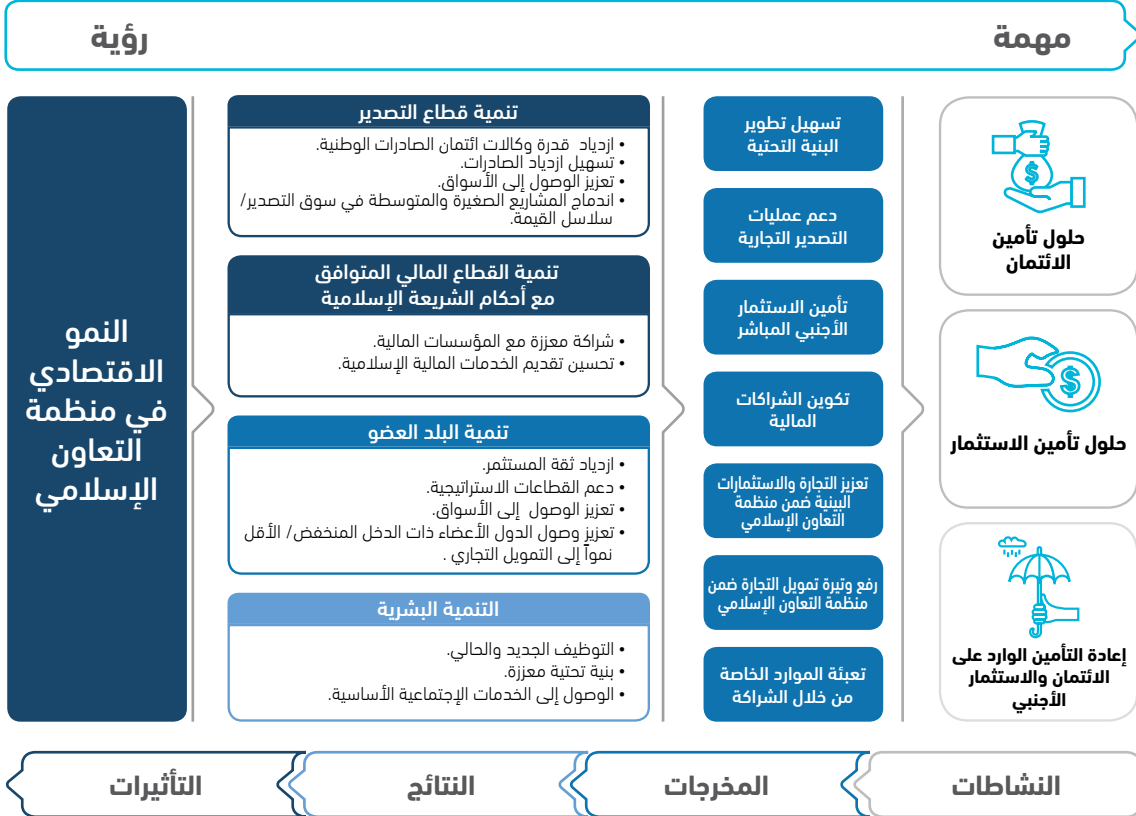 مهمة
رؤية
حلول تأمين
الائتمان
حلول تأمين الاستثمار
إعادة التأمين الوارد على
الائتمان والاستثمار
الأجنبي
تسهيل تطوير
البنية التحتية
دعم عمليات
التصدير التجارية
تأمين الاستثمار
الأجنبي المباشر
تكوين الشراكات
المالية
تعزيز التجارة والاستثمارات
البينية ضمن منظمة
التعاون الإسلامي
رفع وتيرة تمويل التجارة ضمن
منظمة التعاون الإسلامي
تعبئة الموارد الخاصة
من خلال الشراكة
تنمية قطاع التصدير
• ازدياد قدرة وكالات ائتمان الصادرات الوطنية.
• تسهيل ازدياد الصادرات.
• تعزيز الوصول إلى الأسواق.
• اندماج المشاريع الصغيرة والمتوسطة في سوق التصدير/
سلاسل القيمة.
تنمية القطاع المالي المتوافق
مع أحكام الشريعة الإسلامية
• شراكة معززة مع المؤسسات المالية.
• تحسين تقديم الخدمات المالية الإسلامية.
تنمية البلد العضو
• ازدياد ثقة المستثمر.
• دعم القطاعات الاستراتيجية.
• تعزيز الوصول إلى الأسواق.
• تعزيز وصول الدول الأعضاء ذات الدخل المنخفض/ الأقل
نمواً إلى التمويل التجاري .
التنمية البشرية
• التوظيف الجديد والحالي.
• بنية تحتية معززة.
• الوصول إلى الخدمات الإجتماعية الأساسية.
النمو
الاقتصادي
في منظمة
التعاون
الإسلامي
النشاطات
المخرجات
النتائج
التأثيرات